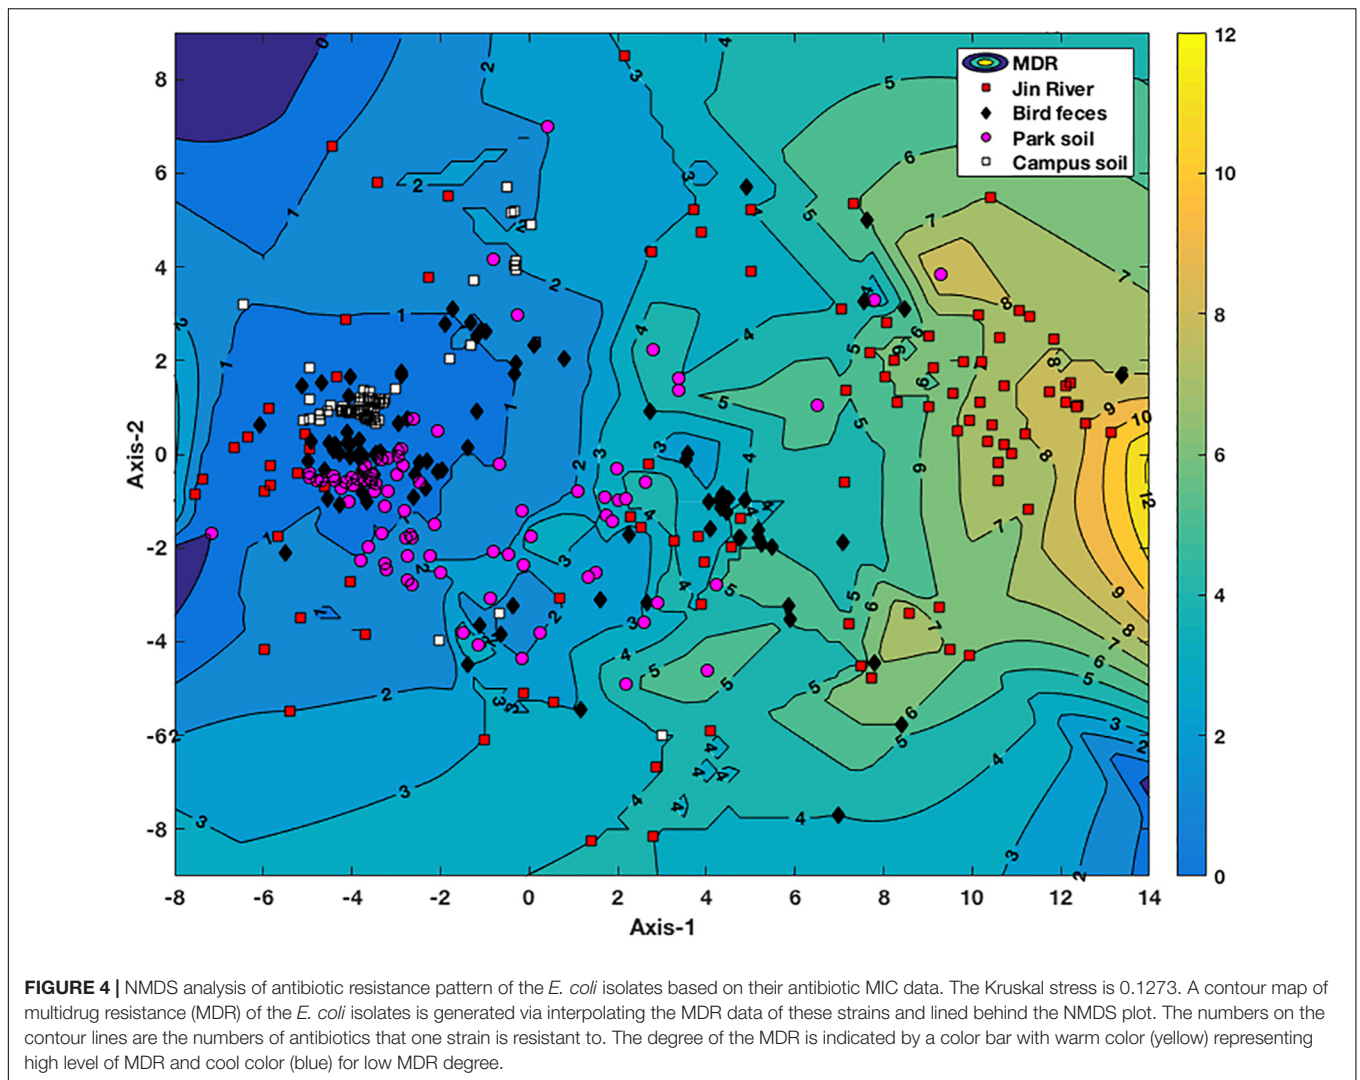 MDR
Jin River
Bird feces
Park soil
Campus soil
12
10
8
6
4
2
0
8
6
4
2
0
-2
-4
-6
-8
Axis-2
-8 -6 -4 -2 0 2 4 6 8 10 12 14
Axis-1
FIGURE 4 | NMDS analysis of antibiotic resistance pattern of the E. coli isolates based on their antibiotic MIC data. The Kruskal stress is 0.1273. A contour map of
multidrug resistance (MDR) of the E. coli isolates is generated via interpolating the MDR data of these strains and lined behind the NMDS plot. The numbers on the
contour lines are the numbers of antibiotics that one strain is resistant to. The degree of the MDR is indicated by a color bar with warm color (yellow) representing
high level of MDR and cool color (blue) for low MDR degree.